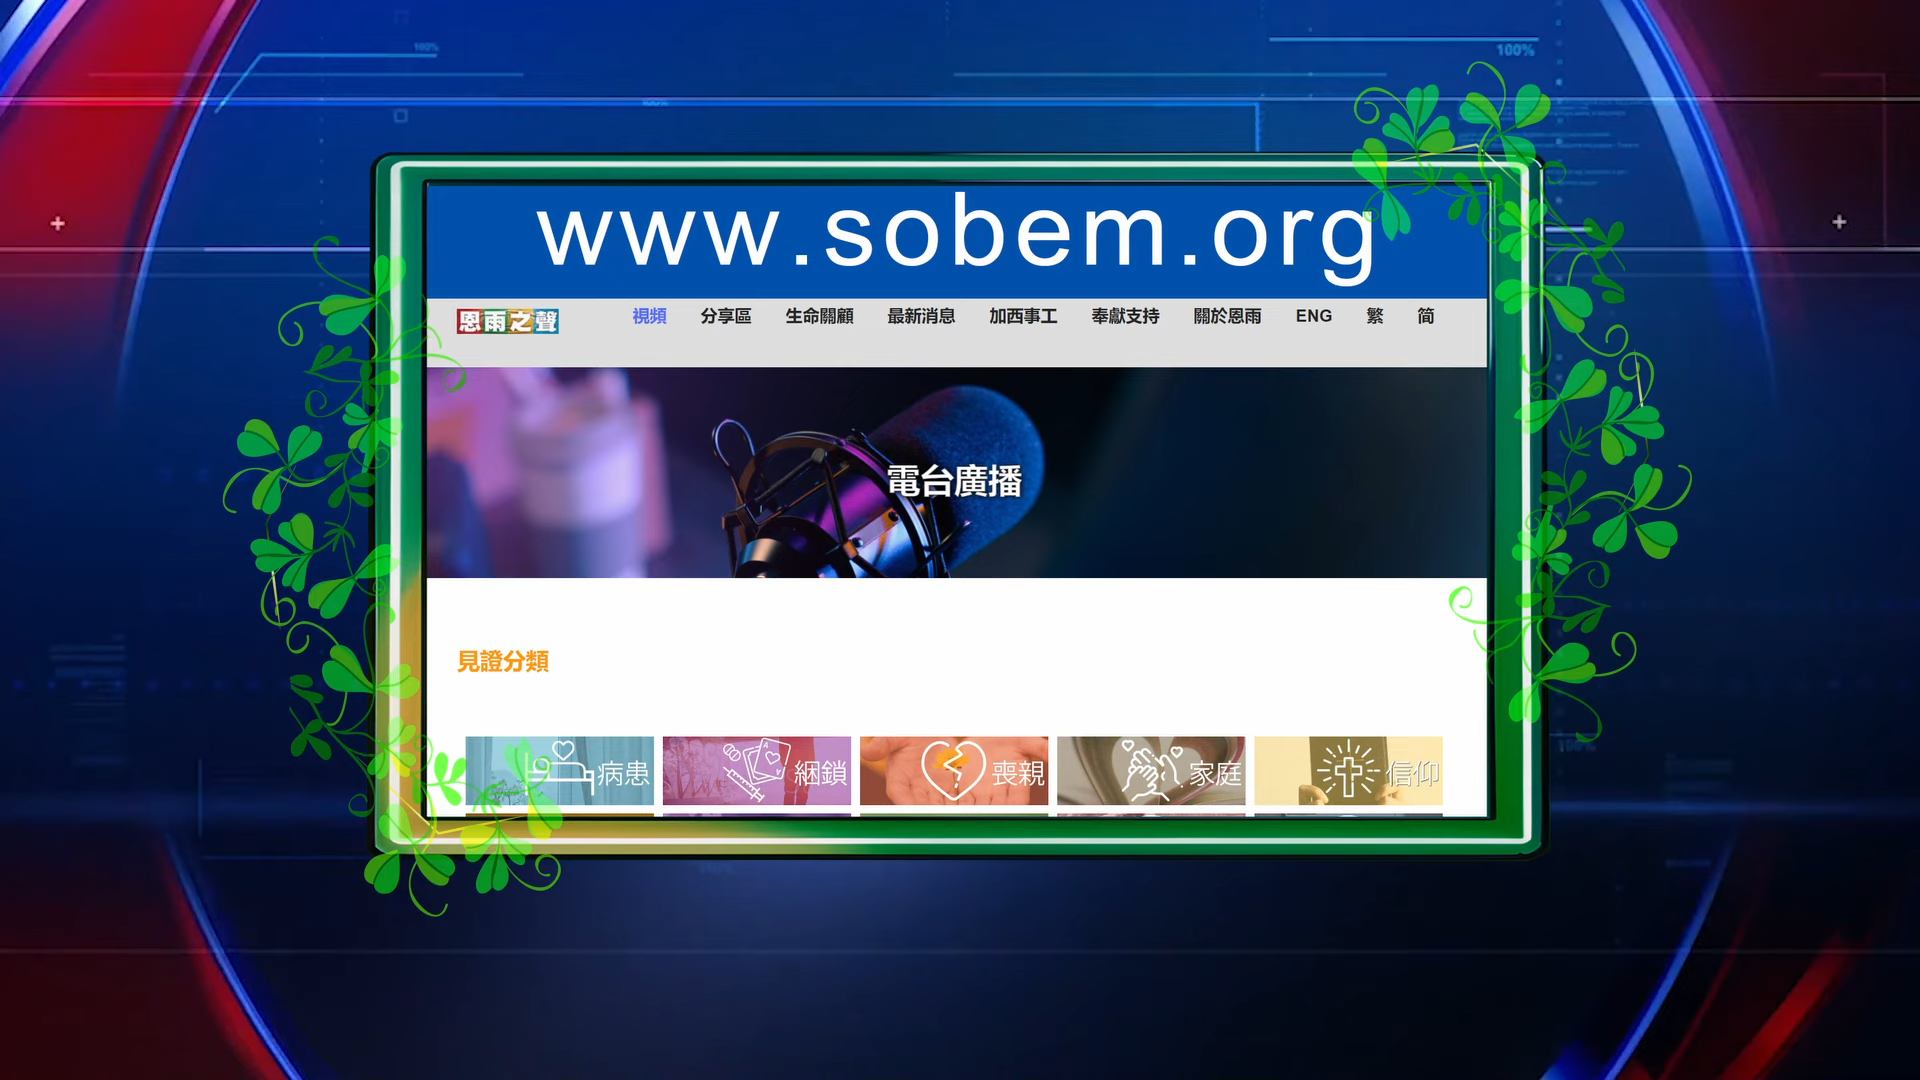 100%
100%
www.sobem.org
恩雨之聲
視頻 分享區 生命關顧 最新消息 加西事工 奉獻支持 關於恩雨 ENG 繁 简
電台廣播
見證分類
病患 綑鎖 喪親 家庭 信仰